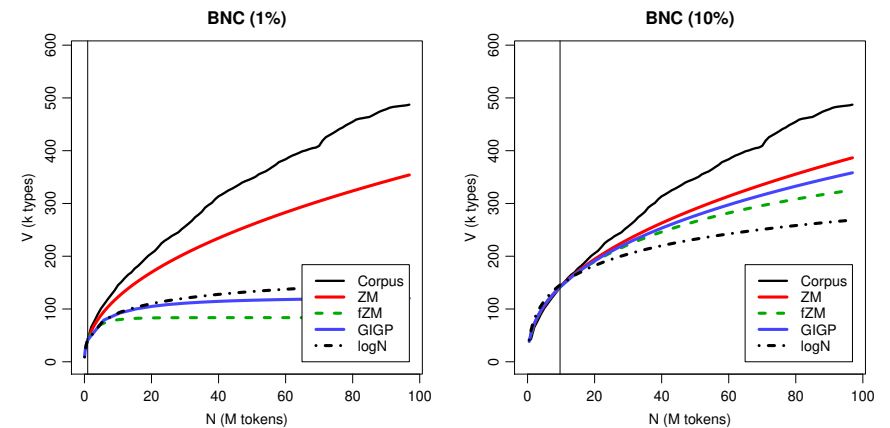 BNC (1%)
V (k types)
0 100 200 300 400 500 600
Corpus
ZM
fZM
GIGP
logN
0 20 40 60 80 100
N (M tokens)
BNC (10%)
V (k types)
0 100 200 300 400 500 600
Corpus
ZM
fZM
GIGP
logN
0 20 40 60 80 100
N (M tokens)